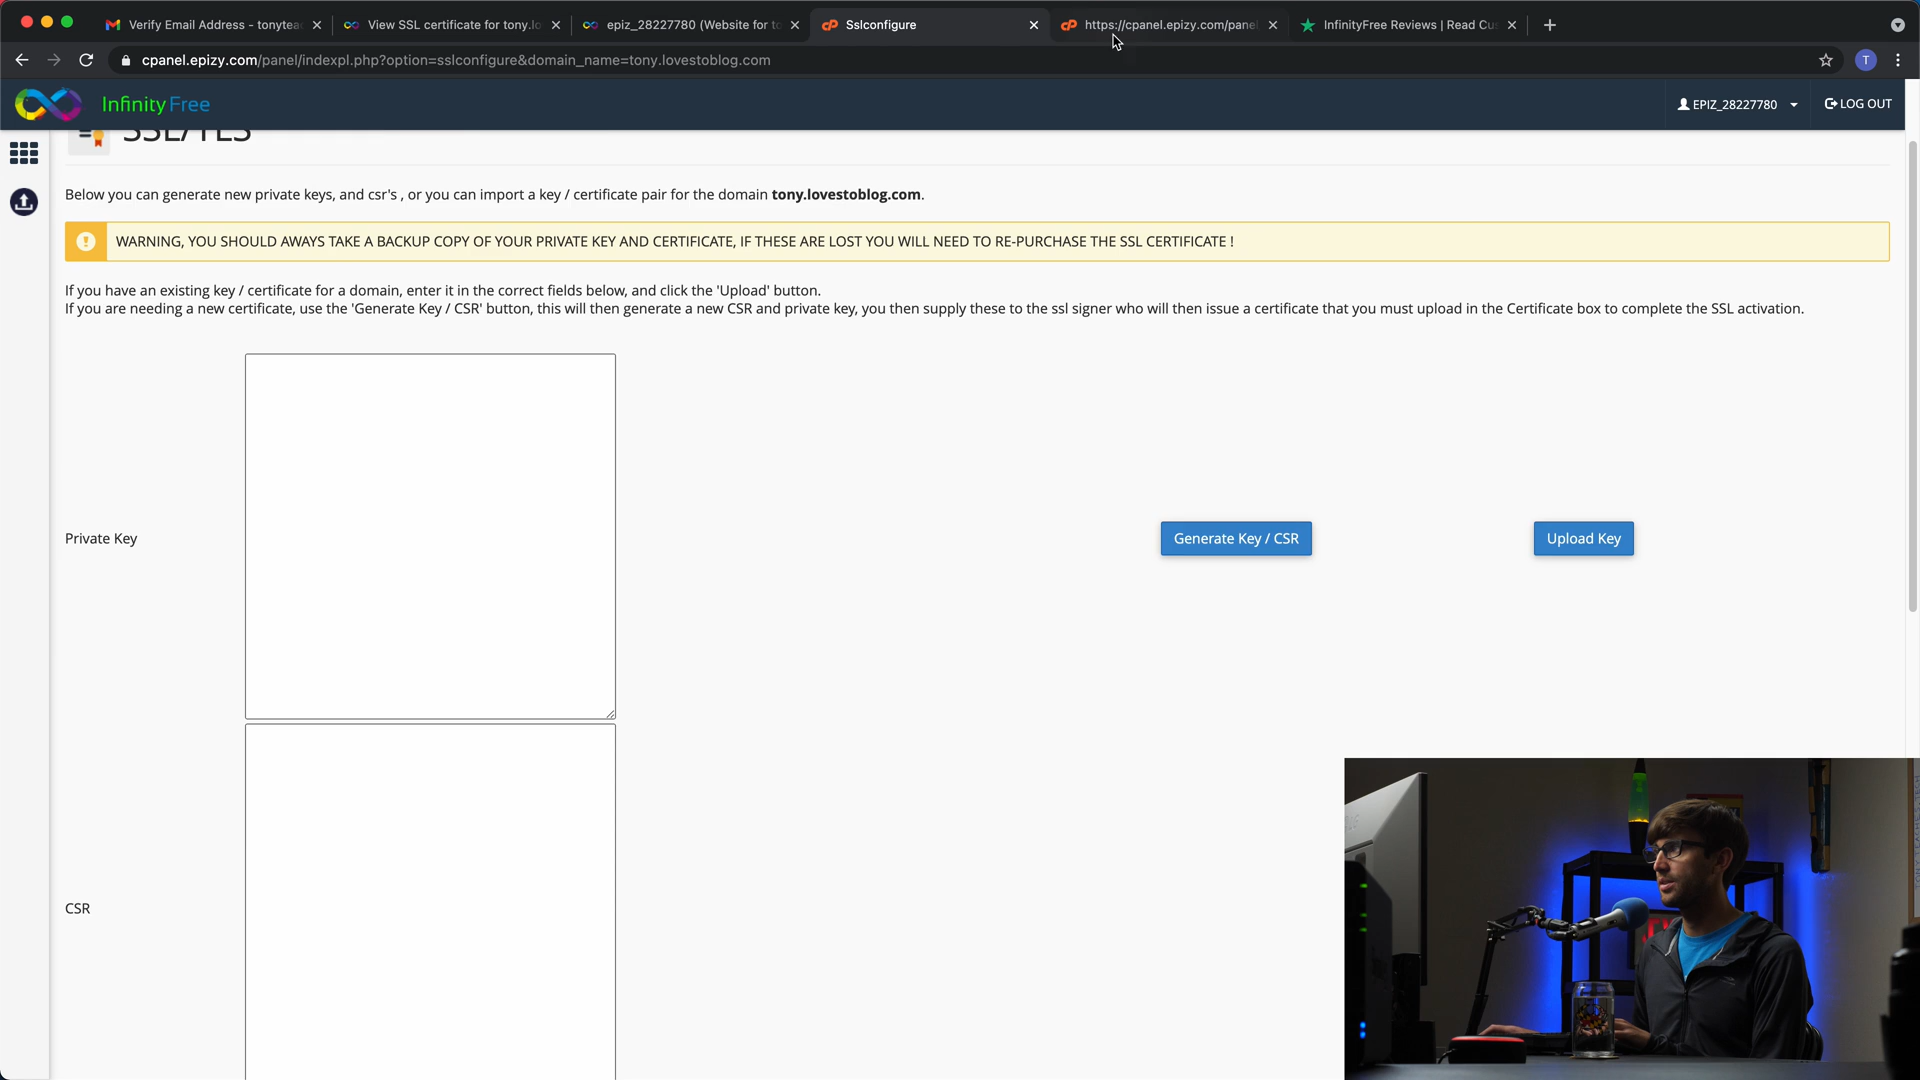 Verify Email Address - tonytea
View SSL certificate for tony.lo
epiz_28227780 (Website for to
Sslconfigure
https://cpanel.epizy.com/pane
InfinityFree Reviews | Read Cus
cpanel.epizy.com/panel/indexpl.php?option=sslconfigure&domain_name=tony.lovestoblog.com
T
InfinityFree
EPIZ_28227780
LOG OUT
SSL/TLS
Below you can generate new private keys, and csr's , or you can import a key / certificate pair for the domain tony.lovestoblog.com.
WARNING, YOU SHOULD AWAYS TAKE A BACKUP COPY OF YOUR PRIVATE KEY AND CERTIFICATE, IF THESE ARE LOST YOU WILL NEED TO RE-PURCHASE THE SSL CERTIFICATE !
If you have an existing key / certificate for a domain, enter it in the correct fields below, and click the 'Upload' button.
If you are needing a new certificate, use the 'Generate Key / CSR' button, this will then generate a new CSR and private key, you then supply these to the ssl signer who will then issue a certificate that you must upload in the Certificate box to complete the SSL activation.
Private Key
Generate Key / CSR
Upload Key
CSR